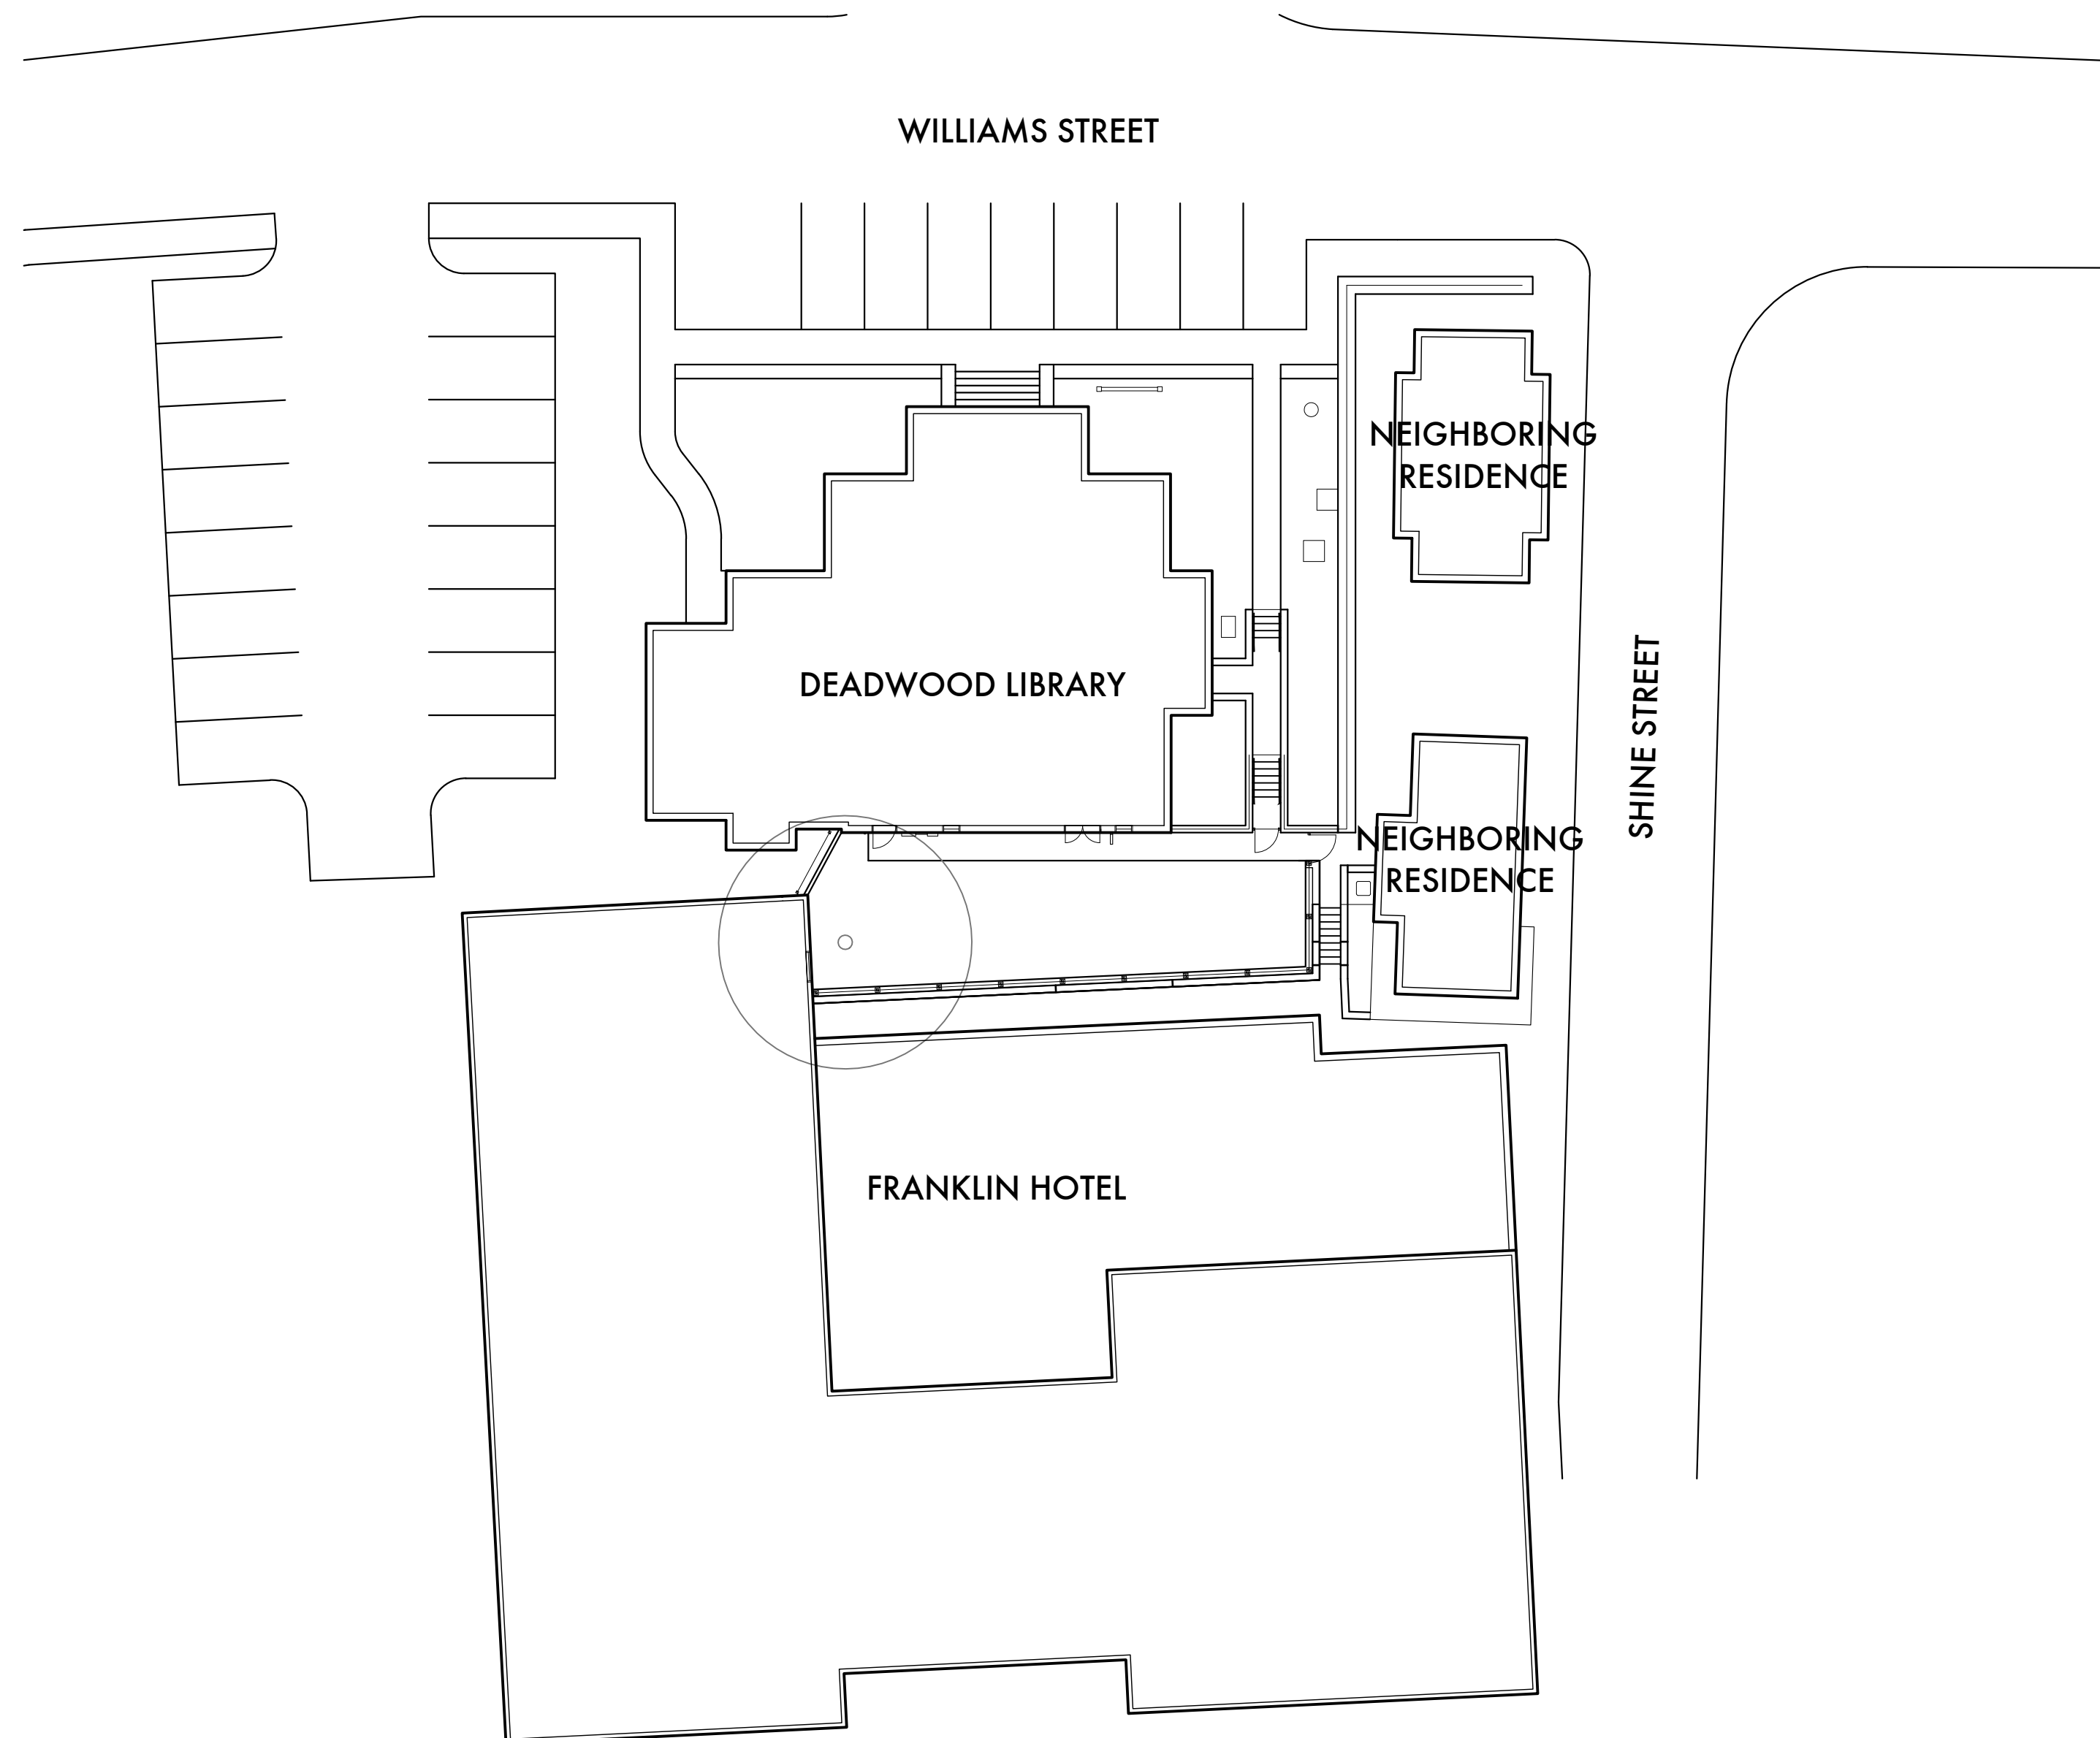 WILLIAMS STREET
NEIGHBORING
RESIDENCE
DEADWOOD LIBRARY
SHINE STREET
NEIGHBORING
RESIDENCE
FRANKLIN HOTEL